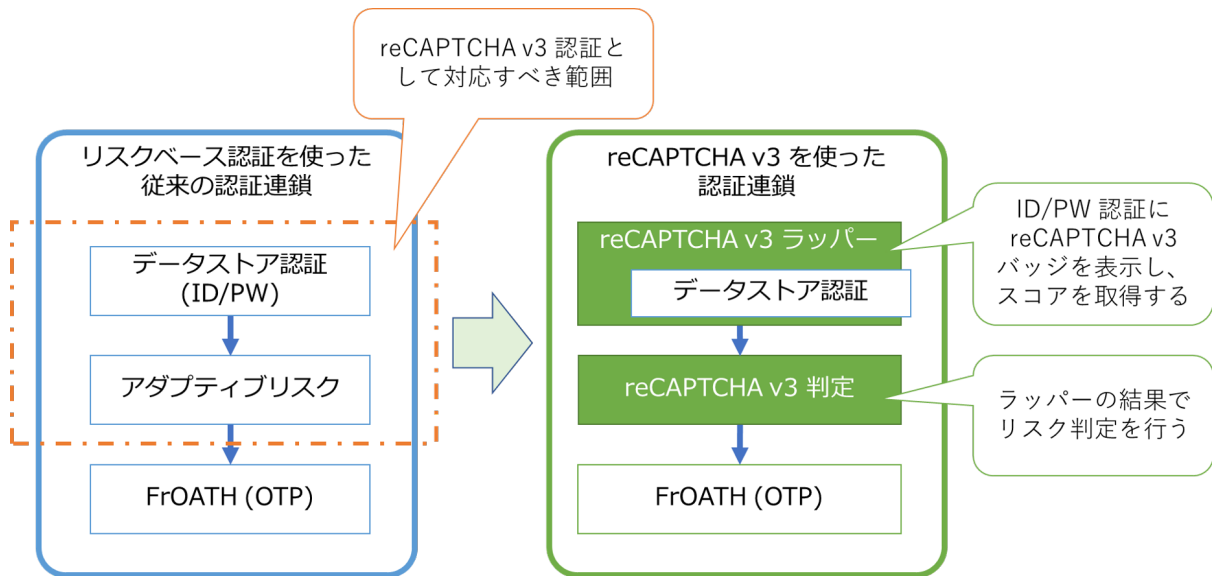 reCAPTCHA v3 認証と
して対応すべき範囲
リスクベース認証を使った
従来の認証連鎖
データストア認証
(ID/PW)
アダプティブリスク
FrOATH (OTP)
reCAPTCHA v3 を使った
認証連鎖
reCAPTCHA v3 ラッパー
データストア認証
reCAPTCHA v3 判定
FrOATH (OTP)
ID/PW 認証に
reCAPTCHA v3
バッジを表示し、
スコアを取得する
ラッパーの結果で
リスク判定を行う